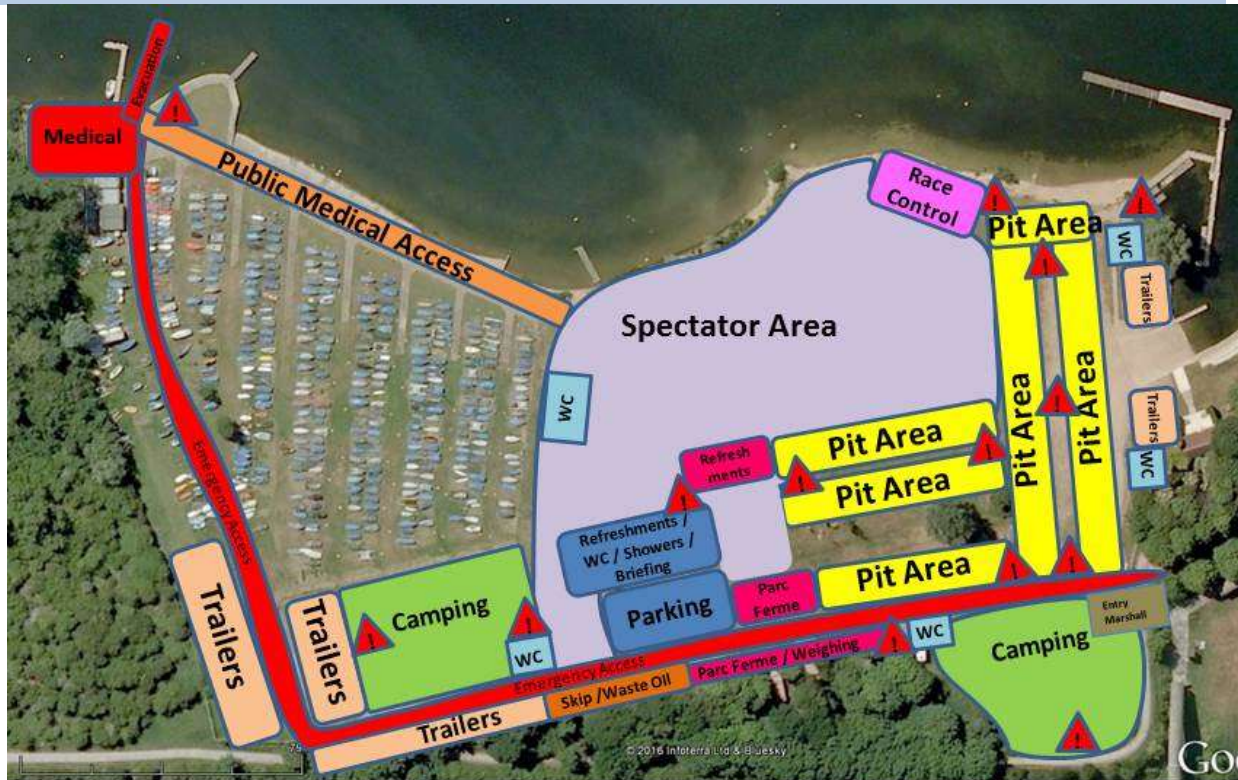 Evacuation
Medical
!
Public Medical Access
Race
Control
!
Pit Area
!
WC
!
Trailers
Spectator Area
Pit Area
!
Pit Area
WC
Trailers
WC
Refresh
ments
Pit Area
!
!
Pit Area
!
Refreshments /
WC / Showers /
Briefing
Emergency Access
Parking
Parc
Ferme
Pit Area
!
!
Trailers
Trailers
Camping
!
!
WC
Entry
Marshall
Camping
WC
!
Parc Ferme / Weighing
Emergency Access
Skip /Waste Oil
Trailers
!
75
© 2016 Infoterra Ltd & Bluesky
Goo